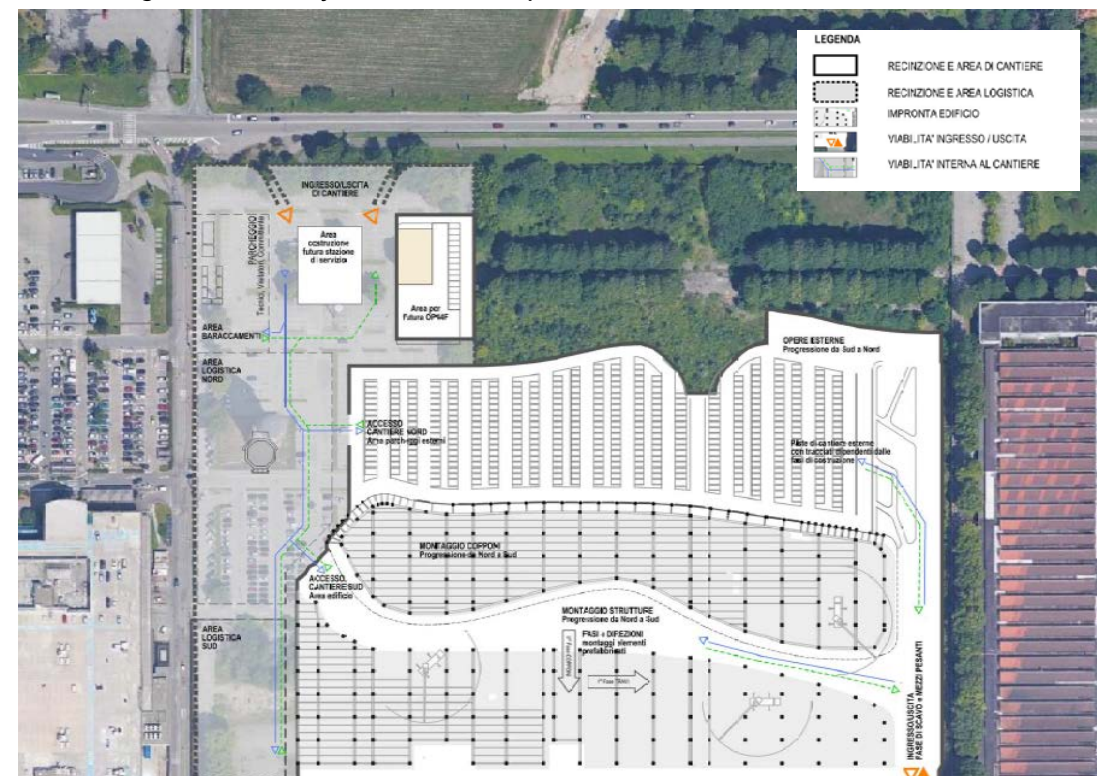 LEGENDA
RECINZIONE E AREA DI CANTIERE
RECINZIONE E AREA LOGISTICA
IMPRONTA EDIFICIO
VIABILITA' INGRESSO / USCITA
VIABILITA' INTERNA AL CANTIERE
INGRESSO/USCITA
DI CANTIERE
PARCHEGGIO
Tecnici, Visitatori, Committente
Area
costruzione
futura stazione
di servizio
Area per
Futura
AREA
BARACCAMENTI
AREA
LOGISTICA
NORD
OPERE ESTERNE
Progressione da Sud a Nord
ACCESSO
CANTIERE NORD
Area parcheggi esterni
Piste di cantiere esterne
con tracciati dipendenti dalle
fasi di costruzione
MONTAGGIO COPPONI
Progressione da Nord a Sud
ACCESSO
CANTIERE SUD
Area edificio
MONTAGGIO STRUTTURE
Progressione da Nord a Sud
FASI e DIREZIONI
montaggi elementi
prefabbricati
AREA
LOGISTICA
SUD
INGRESSO/USCITA
FASE DI SCAVO e MEZZI PESANTI